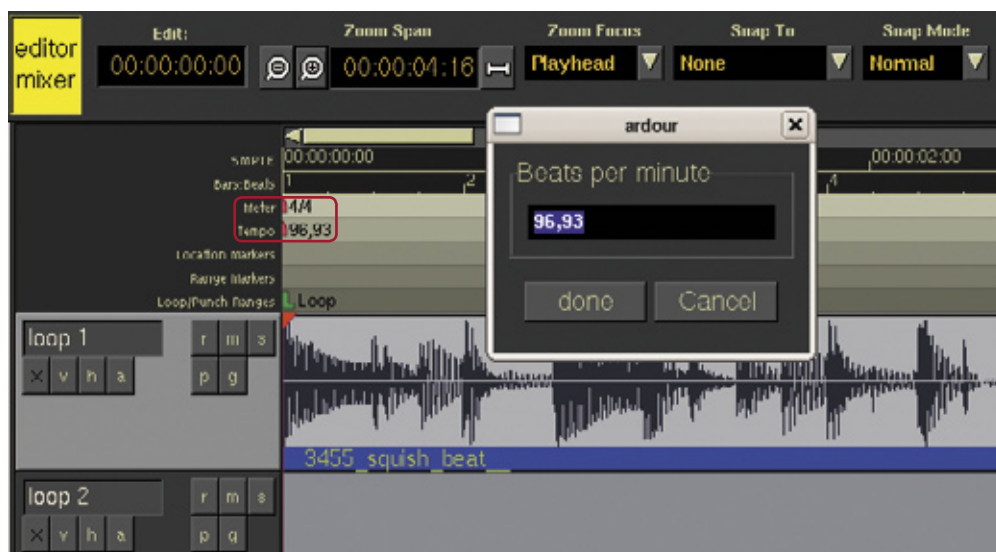 editor
mixer
Edit:
Zoom Span
Zoom Focus
Snap To
Snap Mode
00:00:00:00
00:00:04:16
Playhead
None
Normal
ardour
Beats per minute
96,93
done
Cancel
SMPTE 00:00:00:00 00:00:02:00
Bars:Beats 1 2 4
Meter 4/4
Tempo 96,93
Location Markers
Range Markers
Loop/Punch Ranges Loop
loop 1 r m s
x v h a p g
3455_squish_beat__
loop 2 r m s
x v h a p g